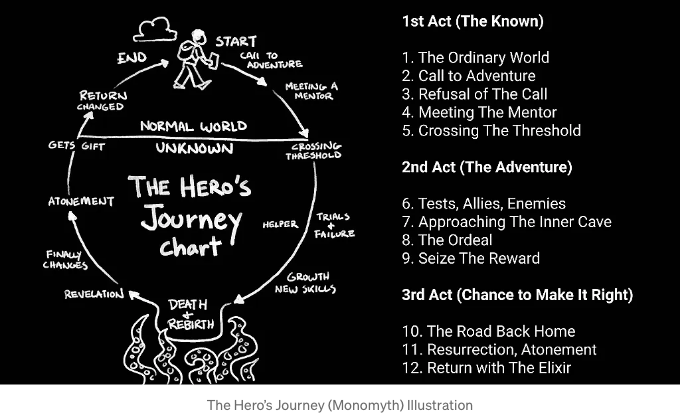 START
CALL TO
ADVENTURE
MEETING A
MENTOR
CROSSING
THRESHOLD
HELPER
TRIALS
+
FAILURE
GROWTH
NEW SKILLS
DEATH
+
REBIRTH
REVELATION
FINALLY
CHANGES
ATONEMENT
GETS GIFT
RETURN
CHANGED
END
NORMAL WORLD
UNKNOWN
THE HERO'S
JOURNEY
CHART
1st Act (The Known)
1. The Ordinary World
2. Call to Adventure
3. Refusal of The Call
4. Meeting The Mentor
5. Crossing The Threshold
2nd Act (The Adventure)
6. Tests, Allies, Enemies
7. Approaching The Inner Cave
8. The Ordeal
9. Seize The Reward
3rd Act (Chance to Make It Right)
10. The Road Back Home
11. Resurrection, Atonement
12. Return with The Elixir
The Hero's Journey (Monomyth) Illustration